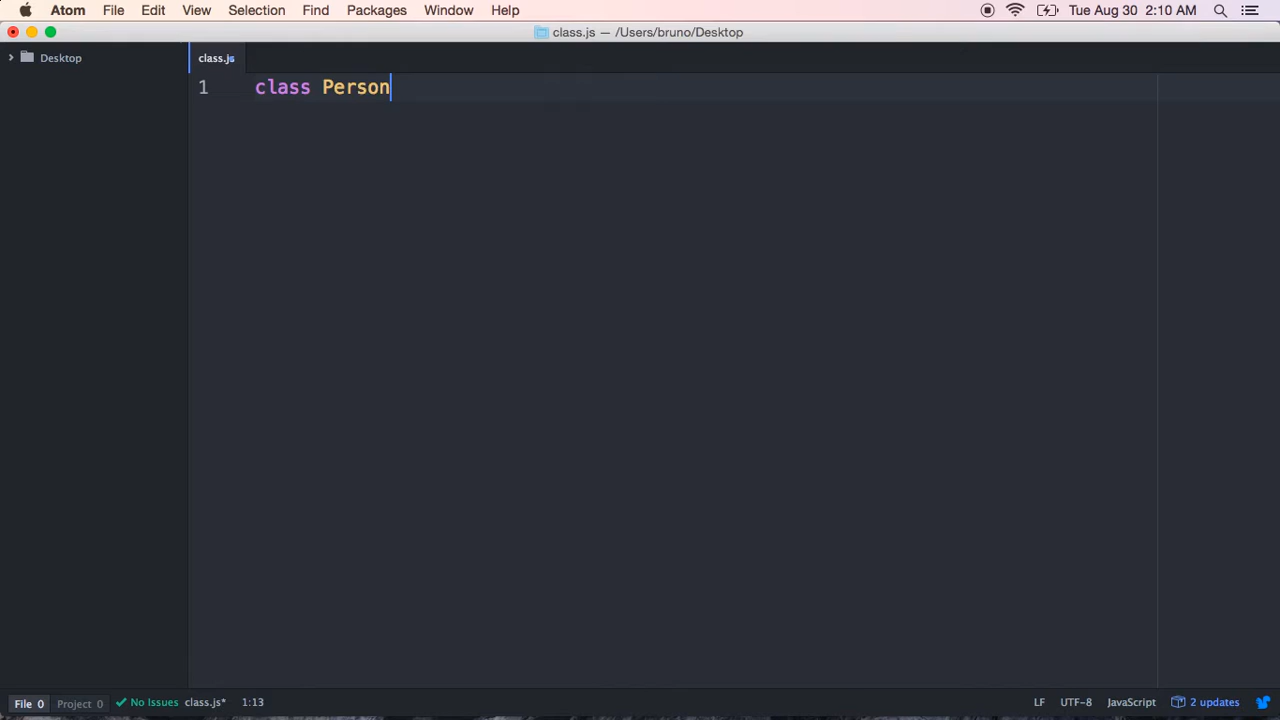 Atom File Edit View Selection Find Packages Window Help Tue Aug 30 2:10 AM
class.js — /Users/bruno/Desktop
Desktop class.js
1 class Person
File 0 Project 0 No Issues class.js* 1:13 LF UTF-8 JavaScript 2 updates